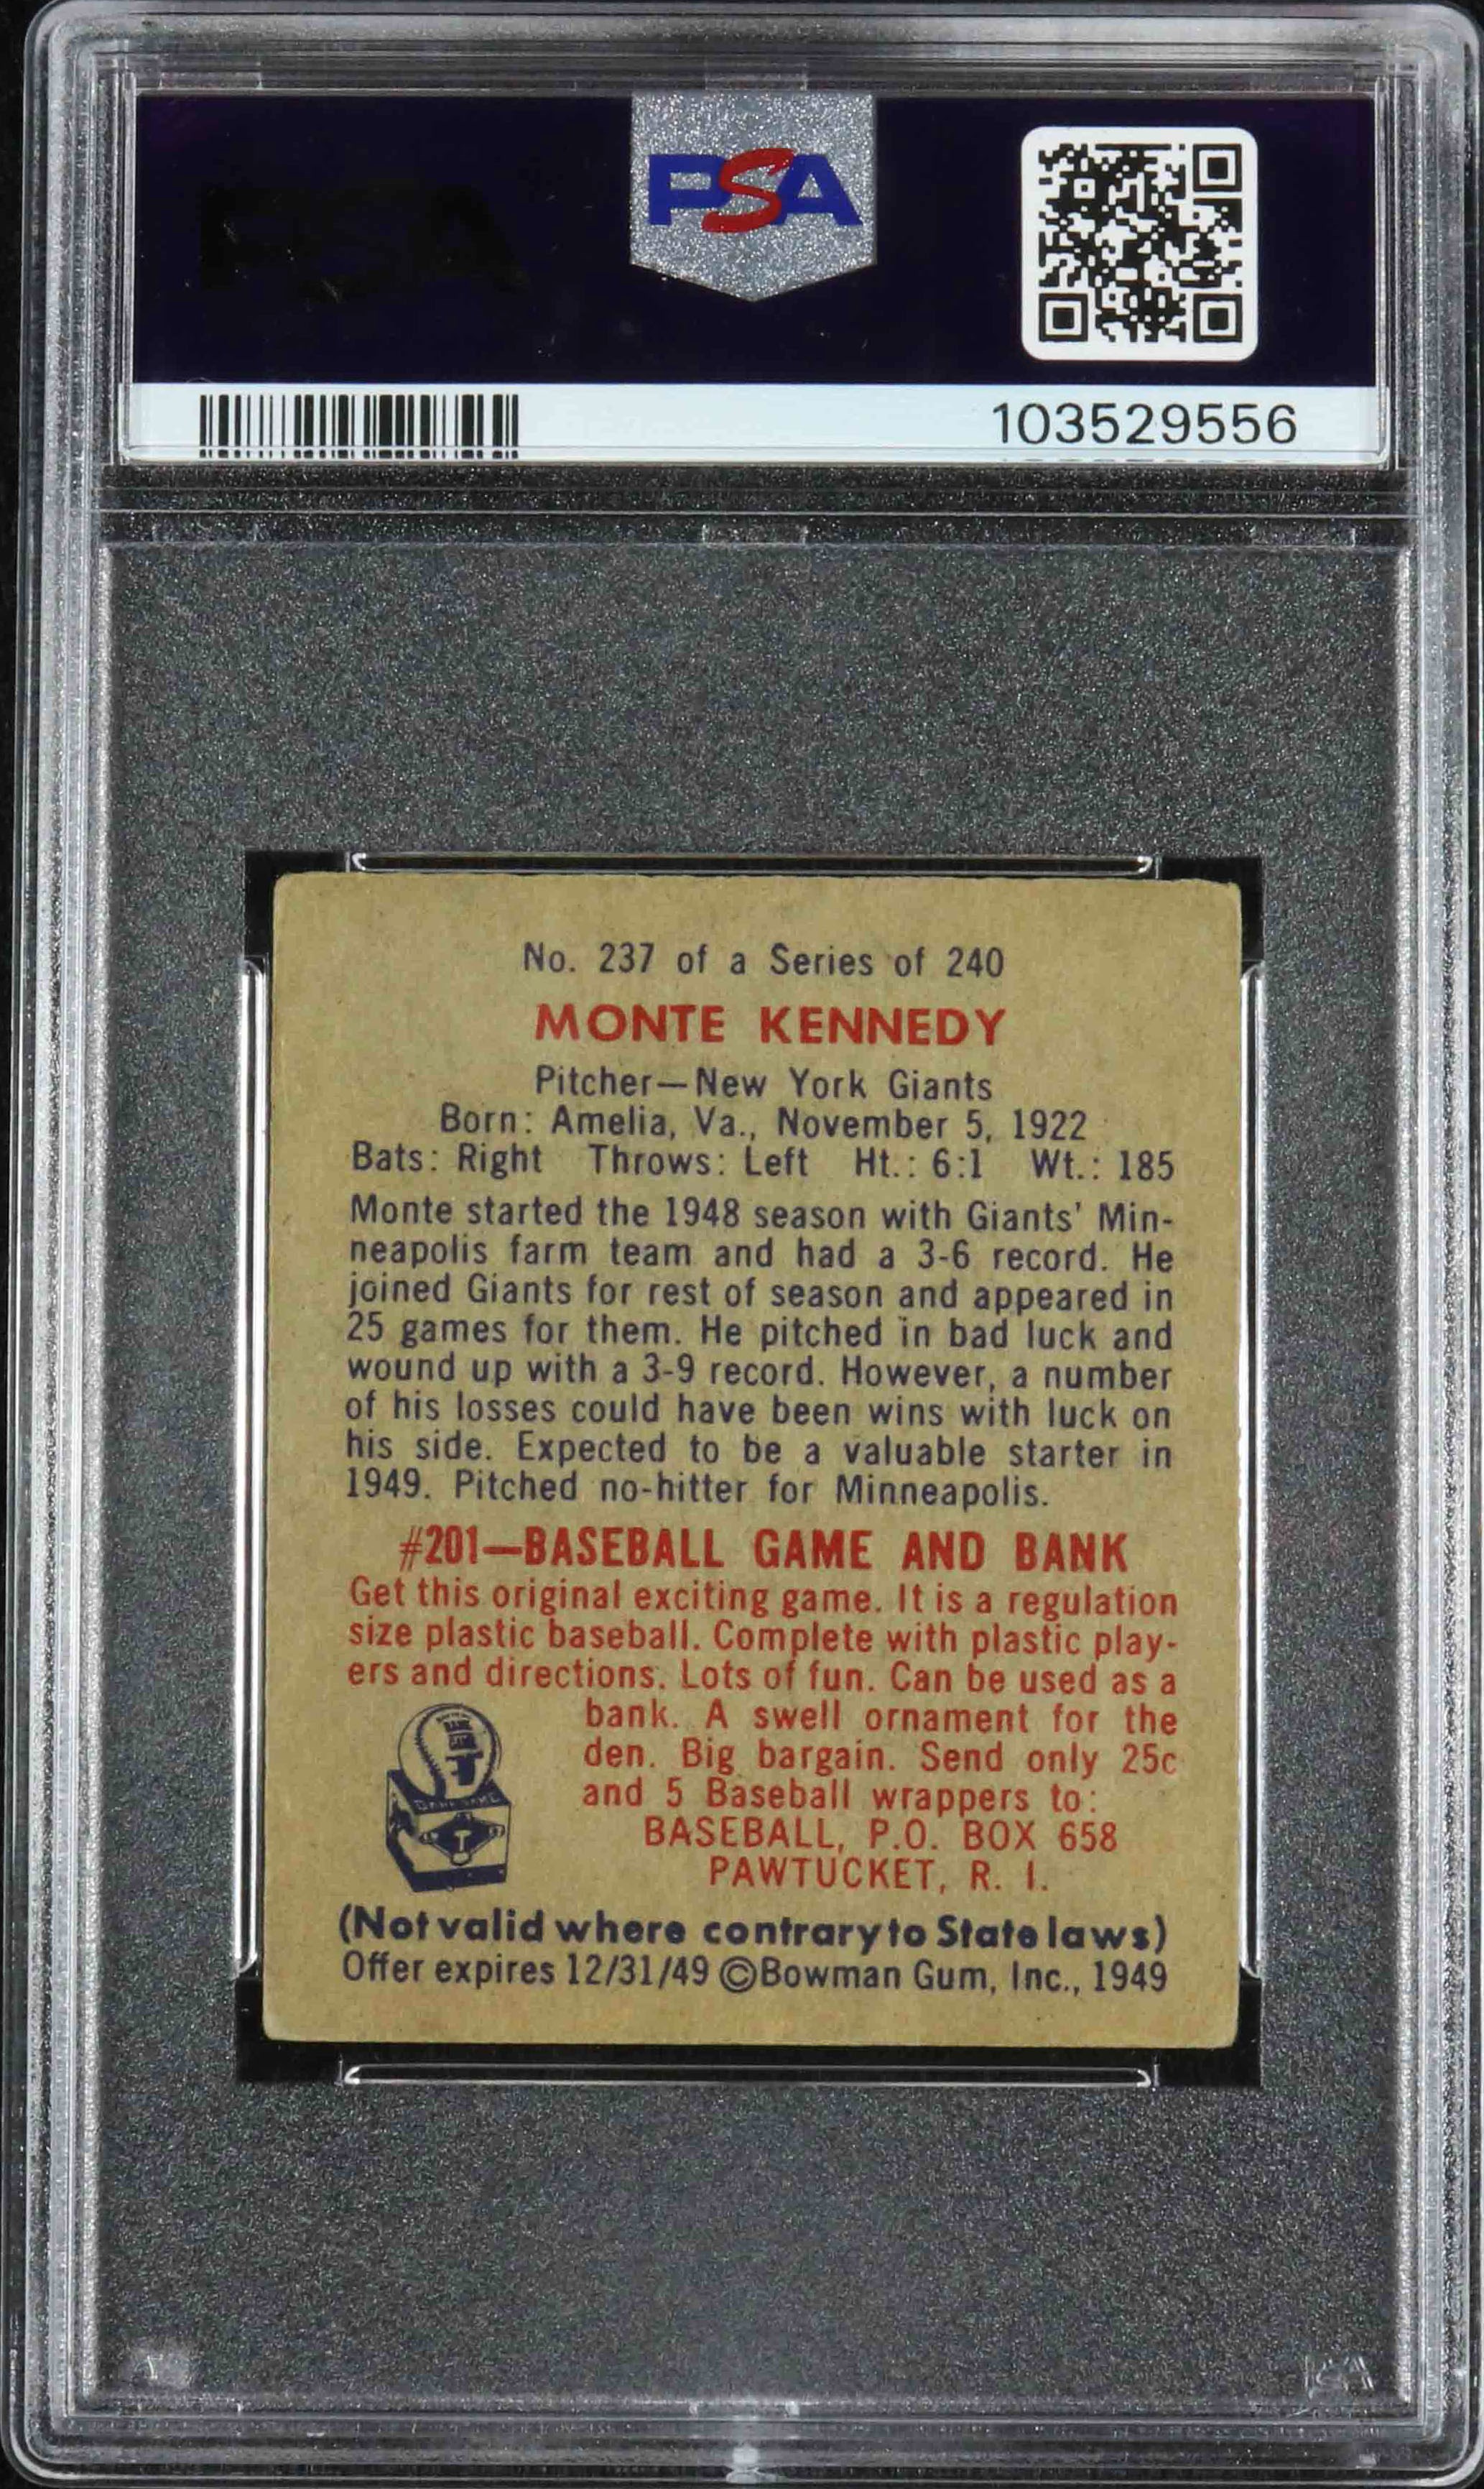 PSA
PSA
103529556
No. 237 of a Series of 240
MONTE KENNEDY
Pitcher—New York Giants
Born: Amelia, Va., November 5, 1922
Bats: Right Throws: Left Ht.: 6:1 Wt.: 185
Monte started the 1948 season with Giants' Min-
neapolis farm team and had a 3-6 record. He
joined Giants for rest of season and appeared in
25 games for them. He pitched in bad luck and
wound up with a 3-9 record. However, a number
of his losses could have been wins with luck on
his side. Expected to be a valuable starter in
1949. Pitched no-hitter for Minneapolis.
#201—BASEBALL GAME AND BANK
Get this original exciting game. It is a regulation
size plastic baseball. Complete with plastic play-
ers and directions. Lots of fun. Can be used as a
bank. A swell ornament for the
den. Big bargain. Send only 25c
and 5 Baseball wrappers to:
BASEBALL, P.O. BOX 658
PAWTUCKET, R. I.
(Not valid where contrary to State laws)
Offer expires 12/31/49 ©Bowman Gum, Inc., 1949
PSA